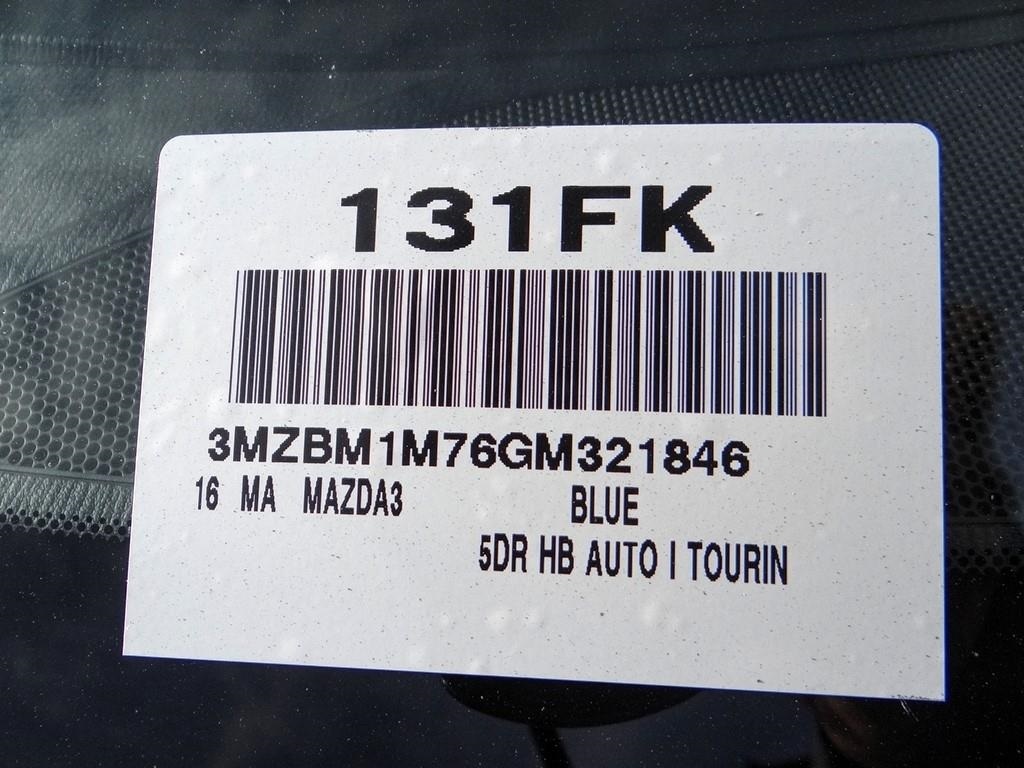 131FK
3MZBM1M76GM321846
16 MA MAZDA3 BLUE
5DR HB AUTO I TOURIN